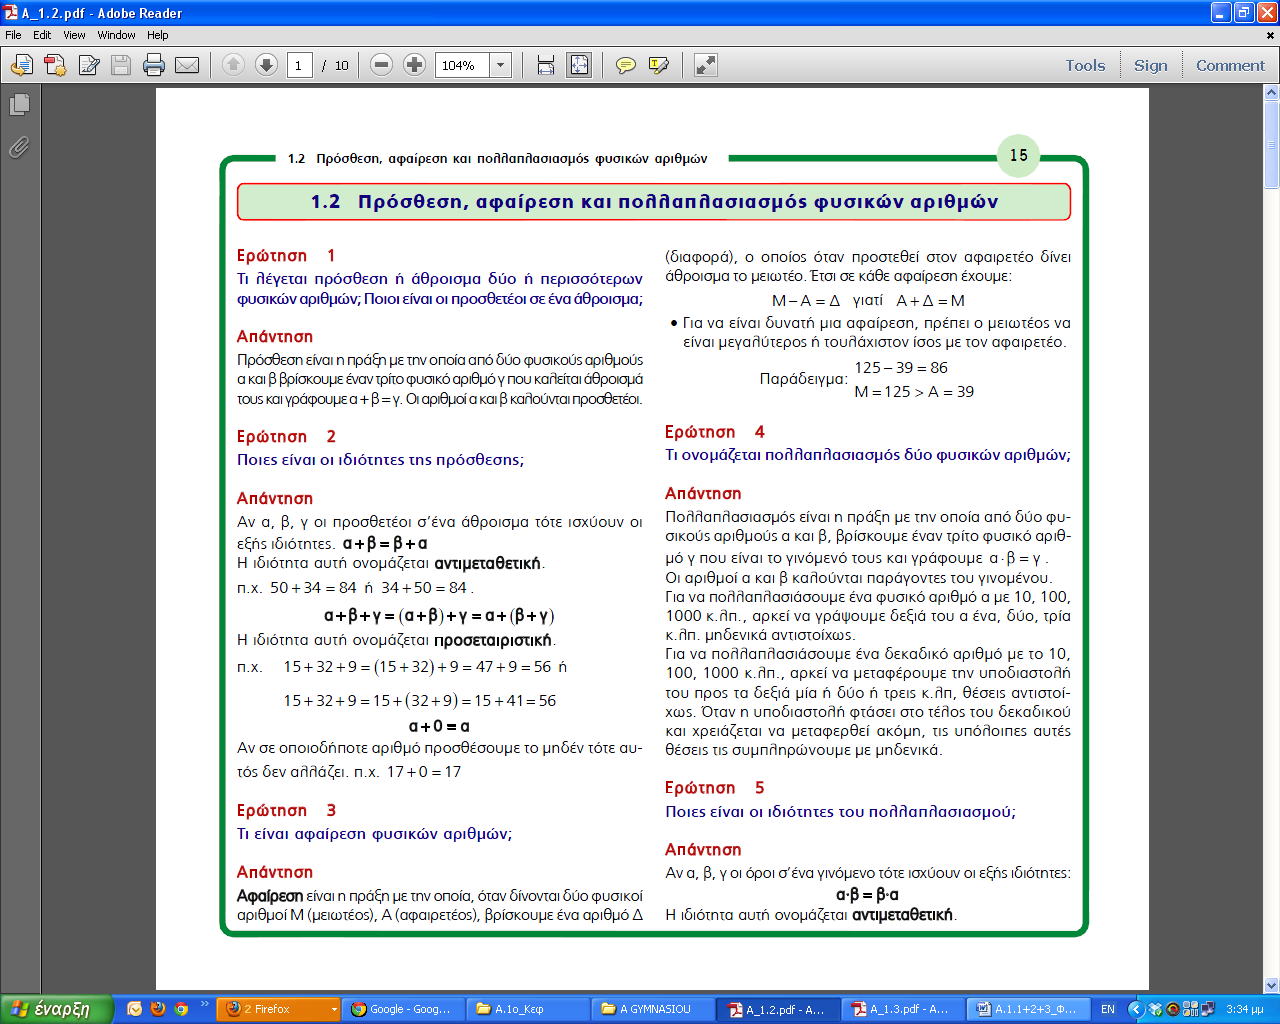 A_1.2.pdf - Adobe Reader
File Edit View Window Help
1 / 10 104% Tools Sign Comment
1.2 Πρόσθεση, αφαίρεση και πολλαπλασιασμός φυσικών αριθμών
15
1.2 Πρόσθεση, αφαίρεση και πολλαπλασιασμός φυσικών αριθμών
Ερώτηση 1
Τι λέγεται πρόσθεση ή άθροισμα δύο ή περισσότερων
φυσικών αριθμών; Ποιοι είναι οι προσθετέοι σε ένα άθροισμα;
Απάντηση
Πρόσθεση είναι η πράξη με την οποία από δύο φυσικούς αριθμούς
α και β βρίσκουμε έναν τρίτο φυσικό αριθμό γ που καλείται άθροισμά
τους και γράφουμε α + β = γ. Οι αριθμοί α και β καλούνται προσθετέοι.
Ερώτηση 2
Ποιες είναι οι ιδιότητες της πρόσθεσης;
Απάντηση
Αν α, β, γ οι προσθετέοι σ’ένα άθροισμα τότε ισχύουν οι
εξής ιδιότητες. α + β = β + α
Η ιδιότητα αυτή ονομάζεται αντιμεταθετική.
π.χ. 50 + 34 = 84 ή 34 + 50 = 84 .
α + β + γ = (α + β) + γ = α + (β + γ)
Η ιδιότητα αυτή ονομάζεται προσεταιριστική.
π.χ. 15 + 32 + 9 = (15 + 32) + 9 = 47 + 9 = 56 ή
15 + 32 + 9 = 15 + (32 + 9) = 15 + 41 = 56
α + 0 = α
Αν σε οποιοδήποτε αριθμό προσθέσουμε το μηδέν τότε αυ-
τός δεν αλλάζει. π.χ. 17 + 0 = 17
Ερώτηση 3
Τι είναι αφαίρεση φυσικών αριθμών;
Απάντηση
Αφαίρεση είναι η πράξη με την οποία, όταν δίνονται δύο φυσικοί
αριθμοί Μ (μειωτέος), Α (αφαιρετέος), βρίσκουμε ένα αριθμό Δ
(διαφορά), ο οποίος όταν προστεθεί στον αφαιρετέο δίνει
άθροισμα το μειωτέο. Έτσι σε κάθε αφαίρεση έχουμε:
Μ – Α = Δ γιατί Α + Δ = Μ
• Για να είναι δυνατή μια αφαίρεση, πρέπει ο μειωτέος να
είναι μεγαλύτερος ή τουλάχιστον ίσος με τον αφαιρετέο.
Παράδειγμα: 125 – 39 = 86
Μ = 125 > Α = 39
Ερώτηση 4
Τι ονομάζεται πολλαπλασιασμός δύο φυσικών αριθμών;
Απάντηση
Πολλαπλασιασμός είναι η πράξη με την οποία από δύο φυ-
σικούς αριθμούς α και β, βρίσκουμε έναν τρίτο φυσικό αριθ-
μό γ που είναι το γινόμενό τους και γράφουμε α · β = γ .
Οι αριθμοί α και β καλούνται παράγοντες του γινομένου.
Για να πολλαπλασιάσουμε ένα φυσικό αριθμό α με 10, 100,
1000 κ.λπ., αρκεί να γράψουμε δεξιά του α ένα, δύο, τρία
κ.λπ. μηδενικά αντιστοίχως.
Για να πολλαπλασιάσουμε ένα δεκαδικό αριθμό με το 10,
100, 1000 κ.λπ., αρκεί να μεταφέρουμε την υποδιαστολή
του προς τα δεξιά μία ή δύο ή τρεις κ.λπ, θέσεις αντιστοί-
χως. Όταν η υποδιαστολή φτάσει στο τέλος του δεκαδικού
και χρειάζεται να μεταφερθεί ακόμη, τις υπόλοιπες αυτές
θέσεις τις συμπληρώνουμε με μηδενικά.
Ερώτηση 5
Ποιες είναι οι ιδιότητες του πολλαπλασιασμού;
Απάντηση
Αν α, β, γ οι όροι σ’ένα γινόμενο τότε ισχύουν οι εξής ιδιότητες:
α·β = β·α
Η ιδιότητα αυτή ονομάζεται αντιμεταθετική.
έναρξη 2 Firefox Google - Goog... Α.1ο_Κεφ A GYMNASIOU A_1.2.pdf - A... A_1.3.pdf - A... Α.1.1+2+3_Φ... EN 3:34 μμ